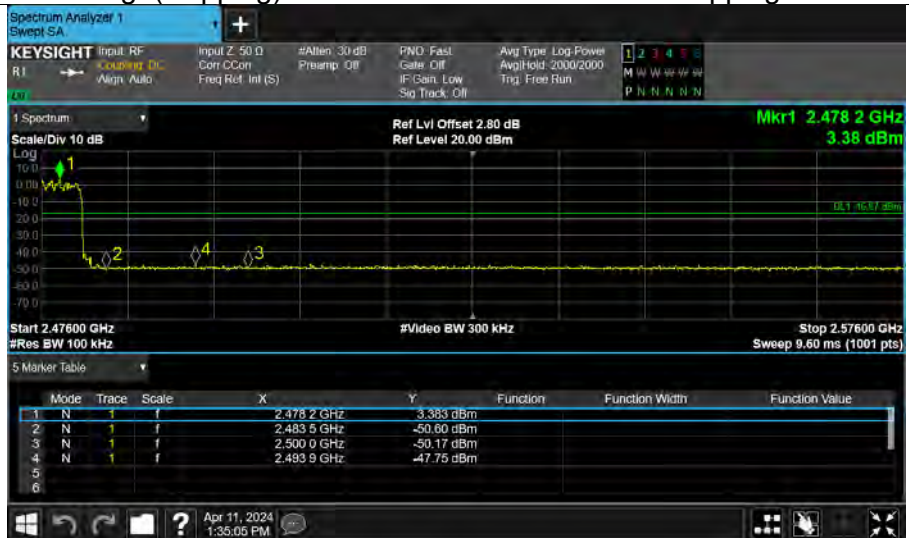 Spectrum Analyzer 1
Swept SA
+
KEYSIGHT Input: RF Input Z: 50 Ω #Atten: 30 dB PNO: Fast Avg Type: Log-Power 1 2 3 4 5 6
R L Coupling: DC Corr CCorr Preamp: Off Gate: Off Avg|Hold: 2000/2000 M W W W W W
Align: Auto Freq Ref: Int (S) IF Gain: Low Trig: Free Run
Sig Track: Off P N N N N N
1 Spectrum Ref Lvl Offset 2.80 dB Mkr1 2.478 2 GHz
Scale/Div 10 dB Ref Level 20.00 dBm 3.38 dBm
Log
10.0 1
0.00
-10.0
-20.0
-30.0
-40.0 2 4 3
-50.0
-70.0
Start 2.47600 GHz #Video BW 300 kHz Stop 2.57600 GHz
#Res BW 100 kHz Sweep 9.60 ms (1001 pts)
5 Marker Table
Mode Trace Scale X Y Function Function Width Function Value
1 N 1 f 2.478 2 GHz 3.383 dBm
2 N 1 f 2.483 5 GHz -50.60 dBm
3 N 1 f 2.500 0 GHz -50.17 dBm
4 N 1 f 2.493 9 GHz -47.75 dBm
5
6
? Apr 11, 2024
1:35:05 PM